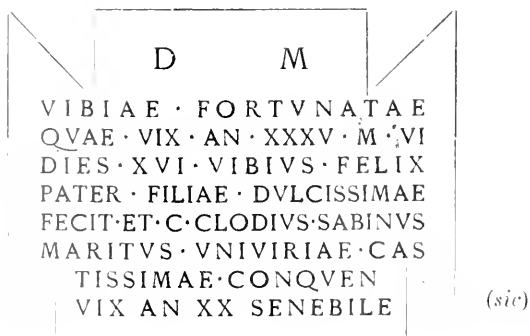 D M
VIBIAE · FORTVNATAE
QVAE · VIX · AN · XXXV · M · VI
DIES · XVI · VIBIVS · FELIX
PATER · FILIAE · DVLCISSIMAE
FECIT · ET · C · CLODIVS · SABINVS
MARITVS · VNIVIRIAE · CAS
TISSIMAE · CONQVEN
VIX AN XX SENEBILE (sic)